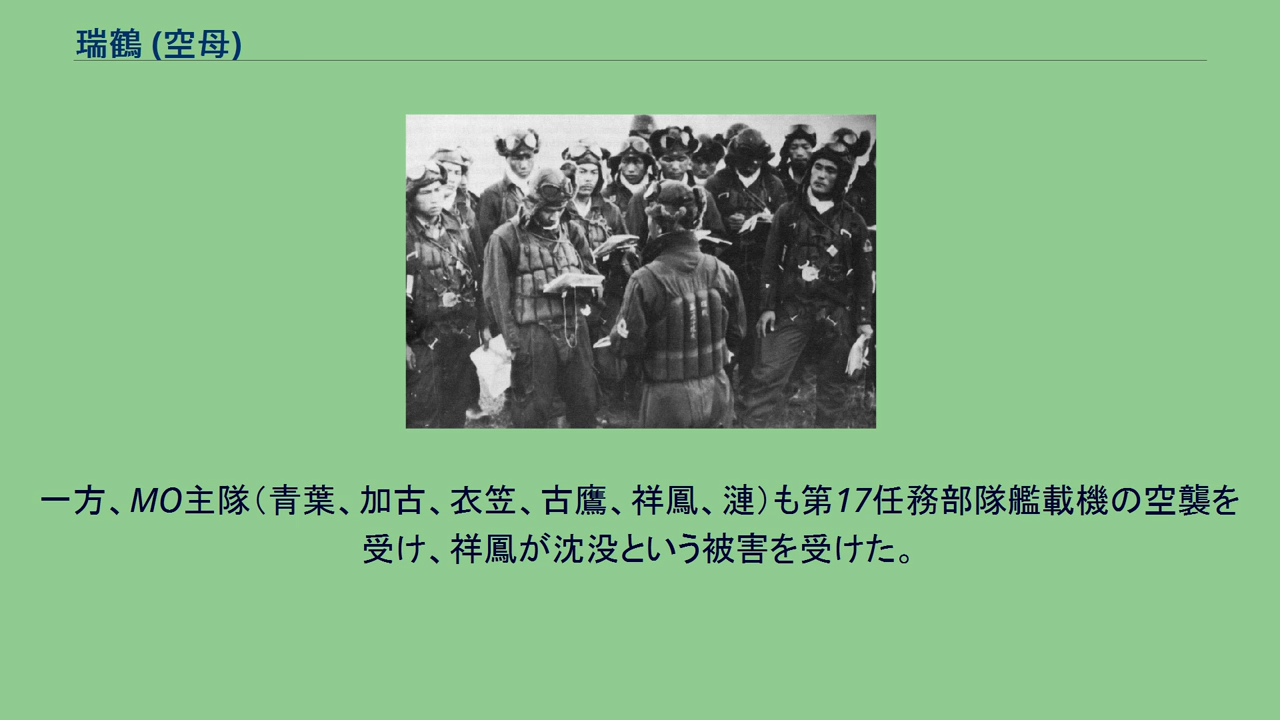 瑞鶴 (空母)
一方、MO主隊（青葉、加古、衣笠、古鷹、祥鳳、漣）も第17任務部隊艦載機の空襲を
受け、祥鳳が沈没という被害を受けた。